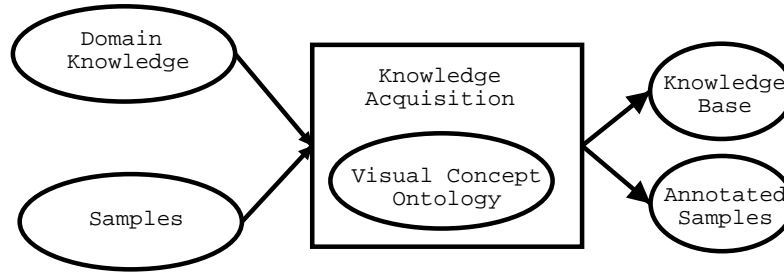 Domain
Knowledge
Samples
Knowledge
Acquisition
Visual Concept
Ontology
Knowledge
Base
Annotated
Samples